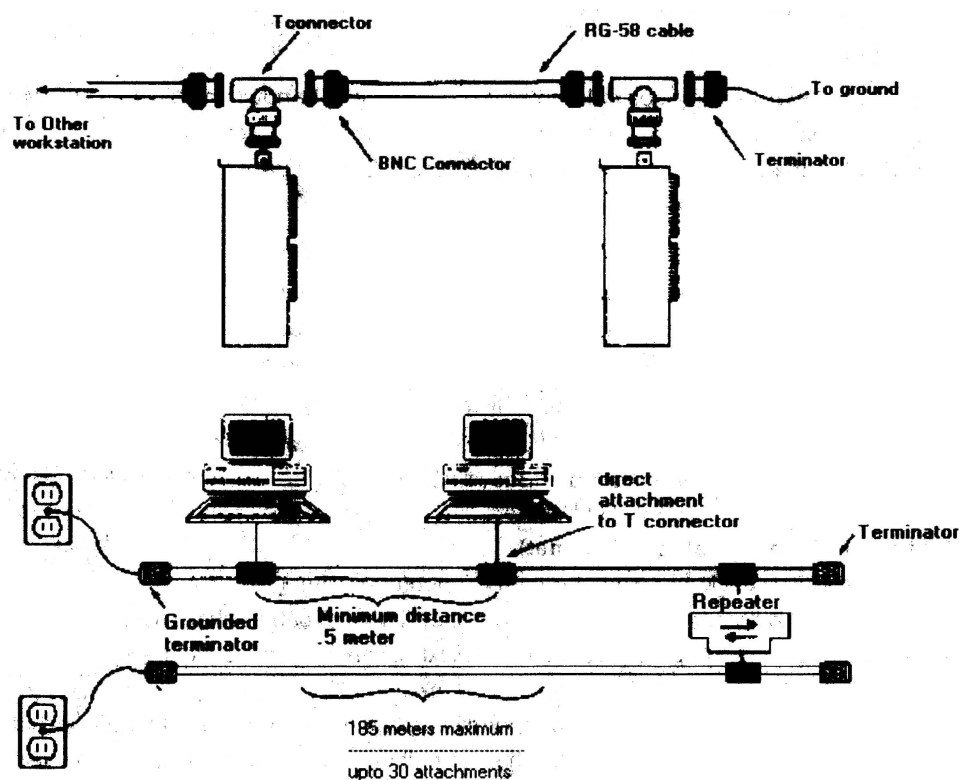 Tconnector
RG-58 cable
To ground
To Other
workstation
BNC Connector
Terminator
direct
attachment
to T connector
Terminator
Grounded
terminator
Minimum distance
.5 meter
Repeater
185 meters maximum
upto 30 attachments